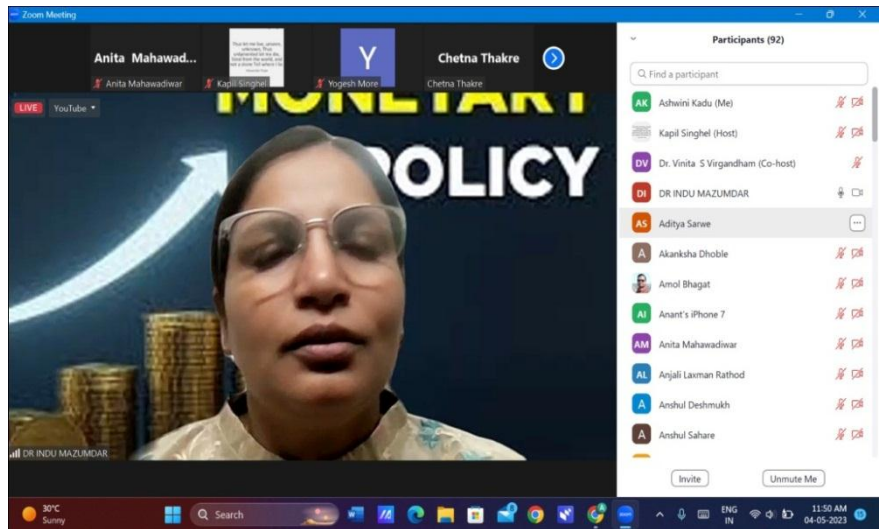 Zoom Meeting
Anita Mahawad...
Anita Mahawadiwar
Kapil Singhel
Y
Yogesh More
Chetna Thakre
Chetna Thakre
LIVE
YouTube
MONETARY
POLICY
DR INDU MAZUMDAR
Participants (92)
Find a participant
AK Ashwini Kadu (Me)
Kapil Singhel (Host)
DV Dr. Vinita S Virgandham (Co-host)
DI DR INDU MAZUMDAR
AS Aditya Sarwe
A Akanksha Dhoble
Amol Bhagat
AI Anant's iPhone 7
AM Anita Mahawadiwar
AL Anjali Laxman Rathod
A Anshul Deshmukh
A Anshul Sahare
Invite
Unmute Me
30°C
Sunny
Search
ENG
IN
11:50 AM
04-05-2023